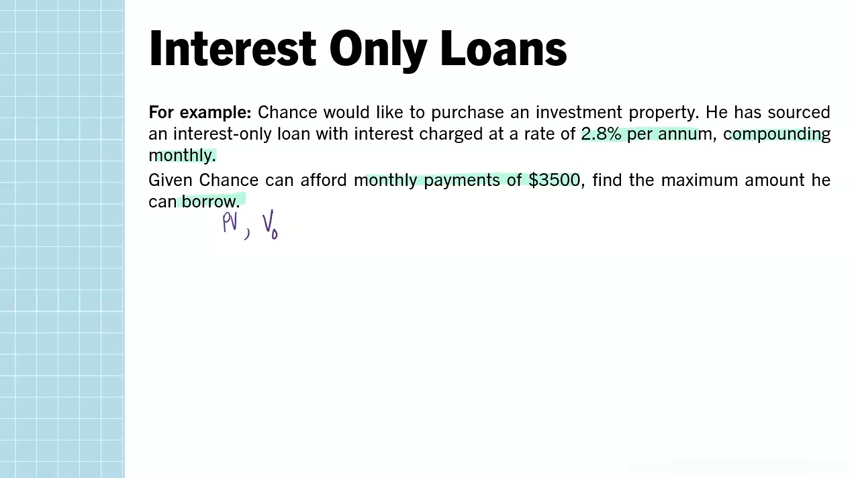 Interest Only Loans
For example: Chance would like to purchase an investment property. He has sourced
an interest-only loan with interest charged at a rate of 2.8% per annum, compounding
monthly.
Given Chance can afford monthly payments of $3500, find the maximum amount he
can borrow.
PV, V₀